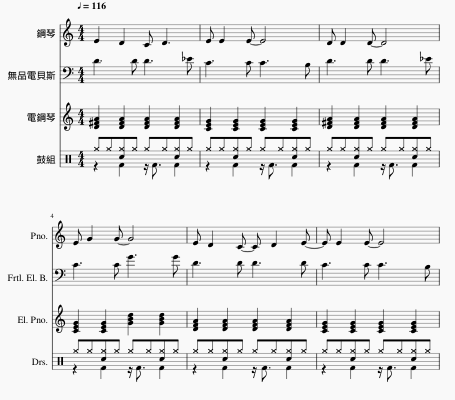 ♩ = 116
鋼琴
無品電貝斯
電鋼琴
鼓組
4
Pno.
Frtl. El. B.
El. Pno.
Drs.